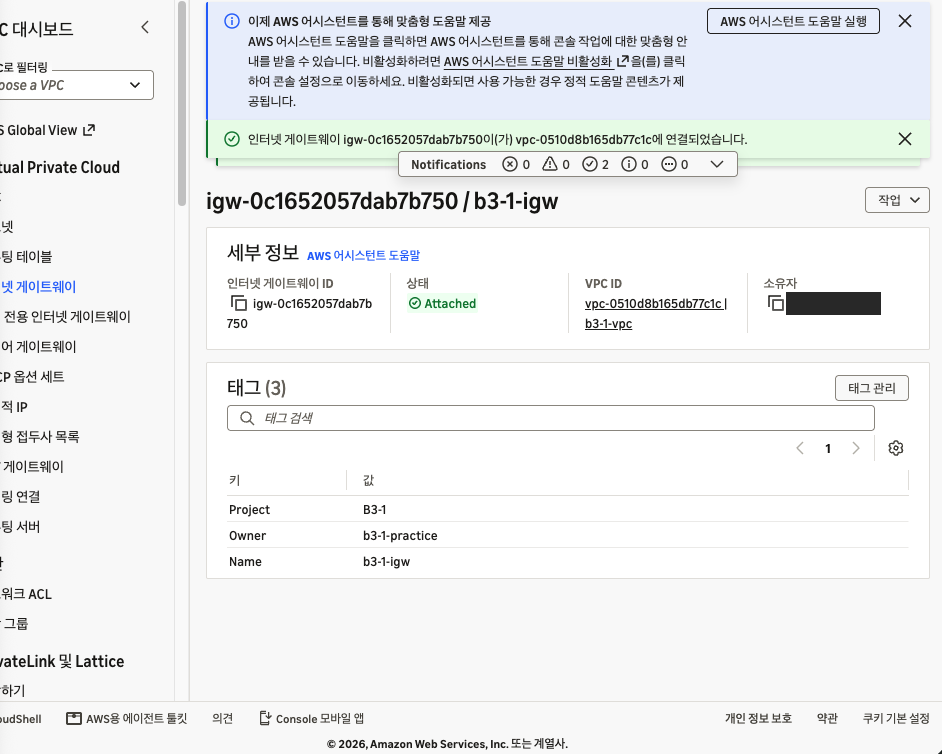 C 대시보드
C로 필터링
oose a VPC
S Global View
tual Private Cloud
넷
팅 테이블
넷 게이트웨이
전용 인터넷 게이트웨이
어 게이트웨이
CP 옵션 세트
적 IP
형 접두사 목록
게이트웨이
링 연결
팅 서버
워크 ACL
그룹
vateLink 및 Lattice
하기
이제 AWS 어시스턴트를 통해 맞춤형 도움말 제공
AWS 어시스턴트 도움말을 클릭하면 AWS 어시스턴트를 통해 콘솔 작업에 대한 맞춤형 안
내를 받을 수 있습니다. 비활성화하려면 AWS 어시스턴트 도움말 비활성화 을(를) 클릭
하여 콘솔 설정으로 이동하세요. 비활성화되면 사용 가능한 경우 정적 도움말 콘텐츠가 제
공됩니다.
AWS 어시스턴트 도움말 실행
인터넷 게이트웨이 igw-0c1652057dab7b750이(가) vpc-0510d8b165db77c1c에 연결되었습니다.
Notifications 0 0 2 0 0
igw-0c1652057dab7b750 / b3-1-igw
작업
세부 정보 AWS 어시스턴트 도움말
인터넷 게이트웨이 ID
igw-0c1652057dab7b
750
상태
Attached
VPC ID
vpc-0510d8b165db77c1c |
b3-1-vpc
소유자
태그 (3)
태그 관리
태그 검색
1
키 값
Project B3-1
Owner b3-1-practice
Name b3-1-igw
oudShell AWS용 에이전트 툴킷 의견 Console 모바일 앱 개인 정보 보호 약관 쿠키 기본 설정
© 2026, Amazon Web Services, Inc. 또는 계열사.